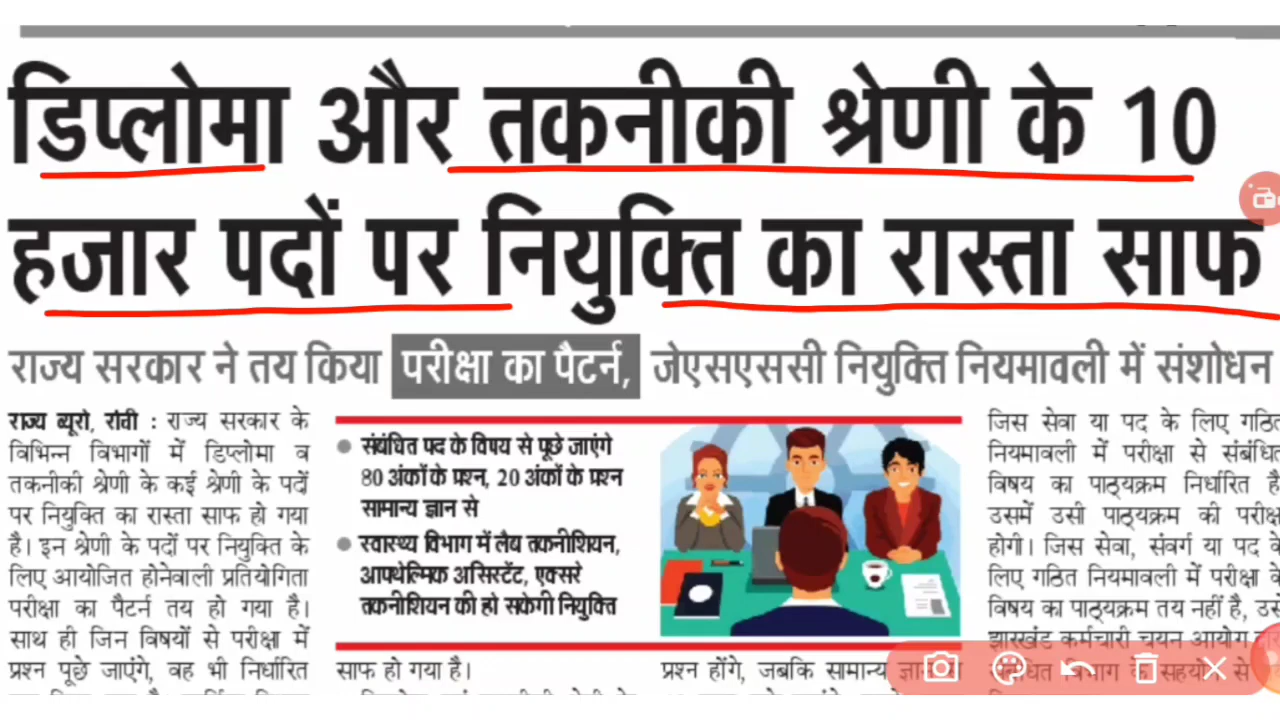 डिप्लोमा और तकनीकी श्रेणी के 10
हजार पदों पर नियुक्ति का रास्ता साफ
राज्य सरकार ने तय किया परीक्षा का पैटर्न, जेएसएससी नियुक्ति नियमावली में संशोधन
राज्य ब्यूरो, रांची : राज्य सरकार के
विभिन्न विभागों में डिप्लोमा व
तकनीकी श्रेणी के कई श्रेणी के पदों
पर नियुक्ति का रास्ता साफ हो गया
है। इन श्रेणी के पदों पर नियुक्ति के
लिए आयोजित होनेवाली प्रतियोगिता
परीक्षा का पैटर्न तय हो गया है।
साथ ही जिन विषयों से परीक्षा में
प्रश्न पूछे जाएंगे, वह भी निर्धारित
संबंधित पद के विषय से पूछे जाएंगे
80 अंकों के प्रश्न, 20 अंकों के प्रश्न
सामान्य ज्ञान से
स्वास्थ्य विभाग में लैब तकनीशियन,
आपथेल्मिक असिस्टेंट, एक्सरे
तकनीशियन की हो सकेगी नियुक्ति
साफ हो गया है।
प्रश्न होंगे, जबकि सामान्य
जिस सेवा या पद के लिए गठित
नियमावली में परीक्षा से संबंधित
विषय का पाठ्यक्रम निर्धारित है
उसमें उसी पाठ्यक्रम की परीक्षा
होगी। जिस सेवा, संवर्ग या पद के
लिए गठित नियमावली में परीक्षा के
विषय का पाठ्यक्रम तय नहीं है, उसे
झारखंड कर्मचारी चयन आयोग
के सहयोग से